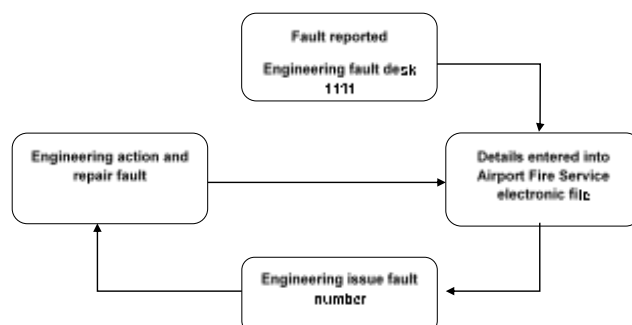 Fault reported
Engineering fault desk
1111
Engineering action and
repair fault
Details entered into
Airport Fire Service
electronic file
Engineering issue fault
number